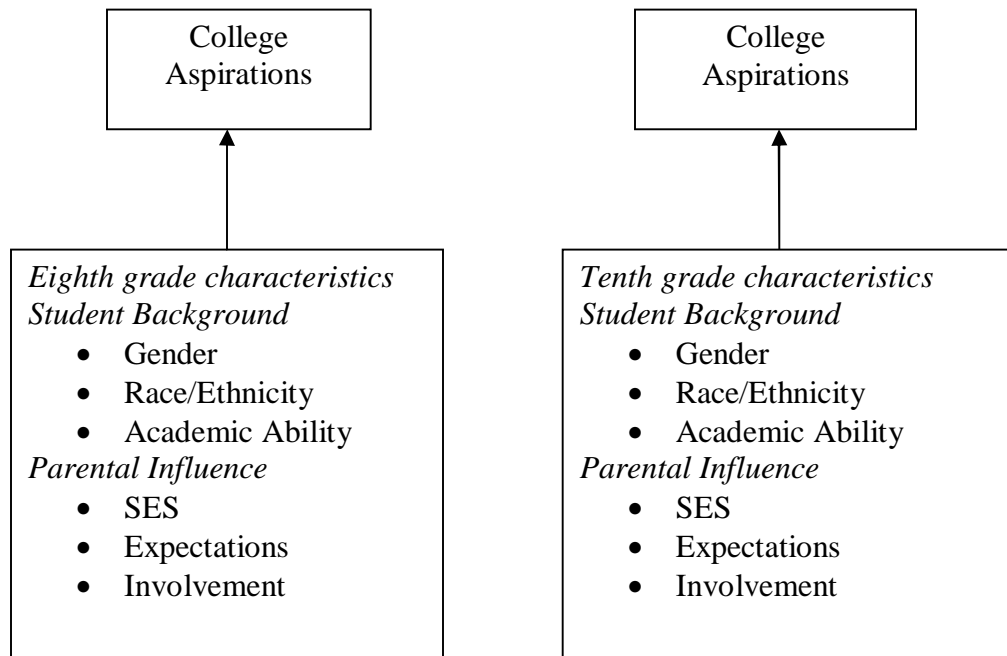 College
Aspirations
Eighth grade characteristics
Student Background
• Gender
• Race/Ethnicity
• Academic Ability
Parental Influence
• SES
• Expectations
• Involvement
College
Aspirations
Tenth grade characteristics
Student Background
• Gender
• Race/Ethnicity
• Academic Ability
Parental Influence
• SES
• Expectations
• Involvement